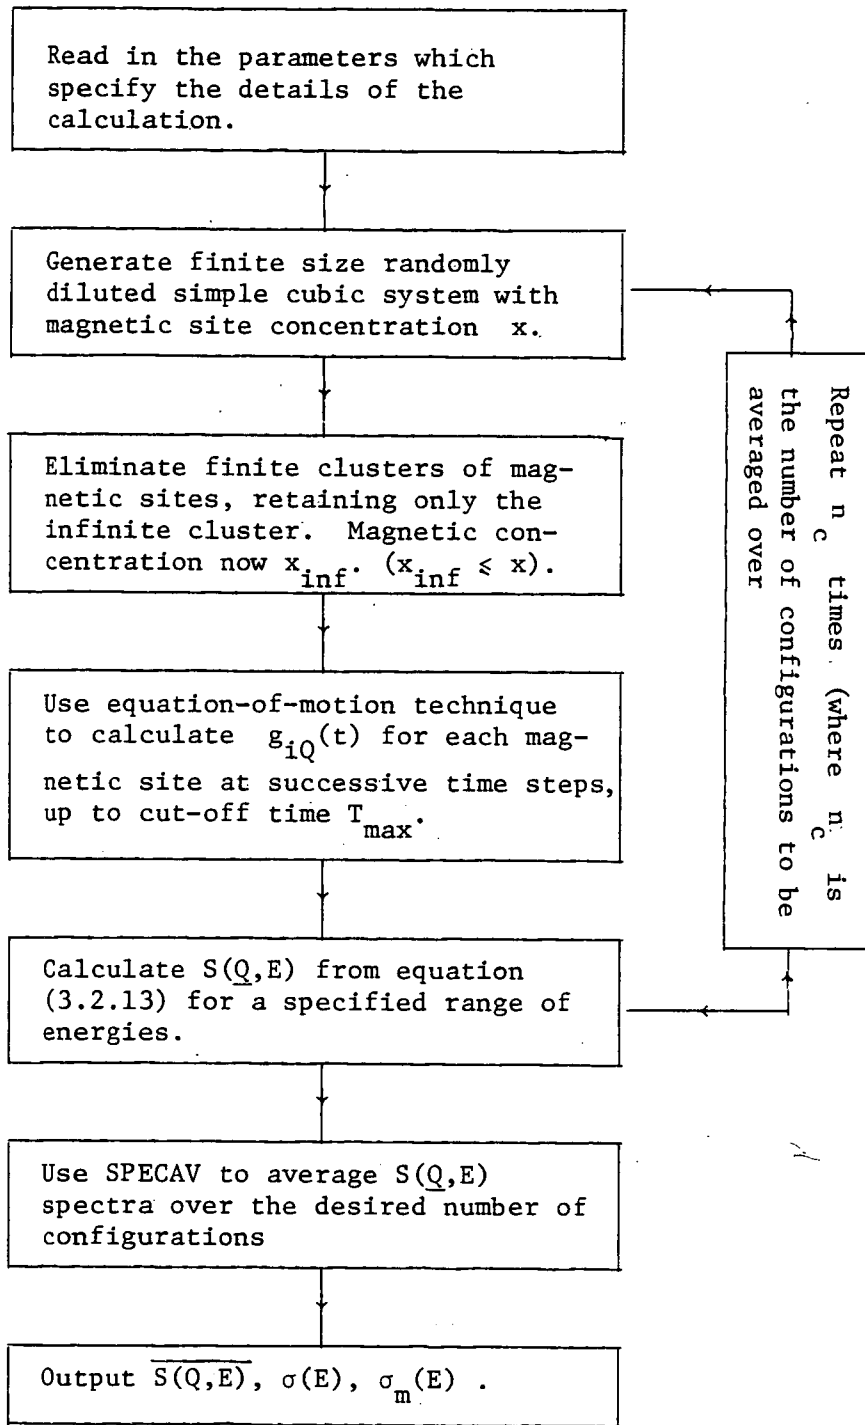 Read in the parameters which
specify the details of the
calculation.
Generate finite size randomly
diluted simple cubic system with
magnetic site concentration x.
Eliminate finite clusters of mag-
netic sites, retaining only the
infinite cluster. Magnetic con-
centration now x_inf. (x_inf ⩽ x).
Use equation-of-motion technique
to calculate g_iQ(t) for each mag-
netic site at successive time steps,
up to cut-off time T_max.
Calculate S(Q,E) from equation
(3.2.13) for a specified range of
energies.
Use SPECAV to average S(Q,E)
spectra over the desired number of
configurations
Output S(Q,E), σ(E), σ_m(E) .
Repeat n_c times (where n_c is
the number of configurations to be
averaged over